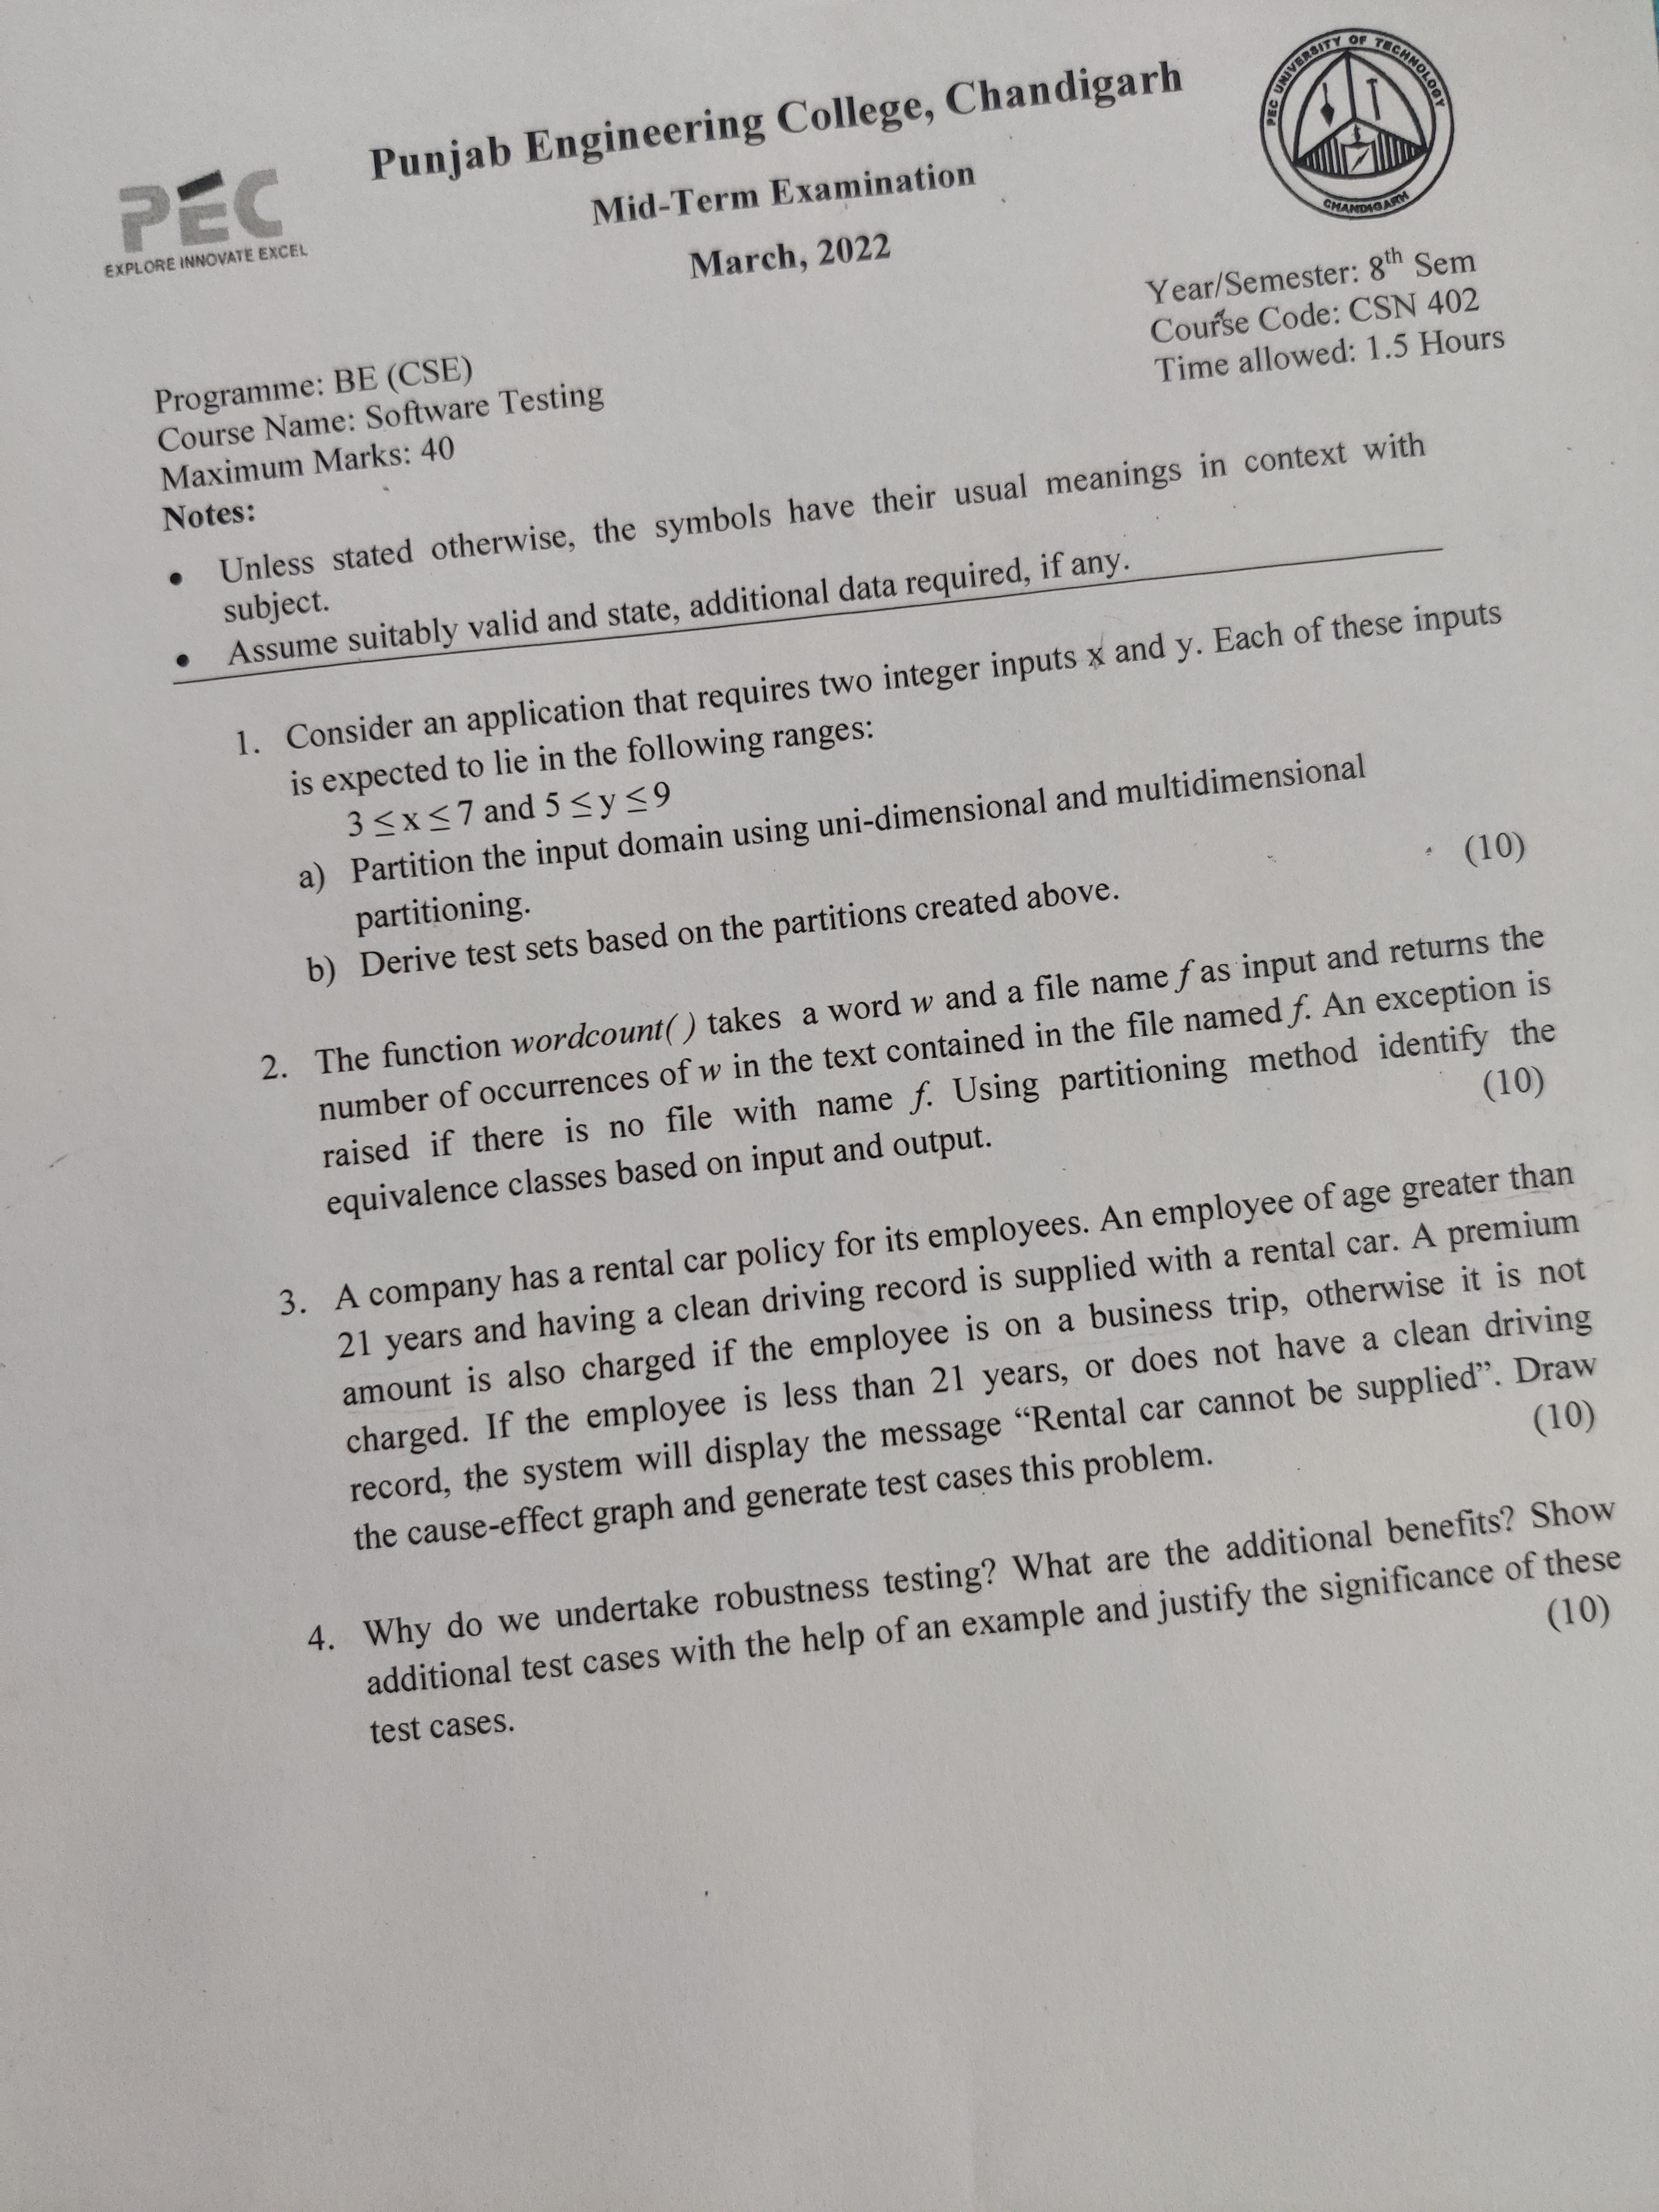 Punjab Engineering College, Chandigarh
PEC UNIVERSITY OF TECHNOLOGY
CHANDIGARH
PEC
EXPLORE INNOVATE EXCEL
Mid-Term Examination
March, 2022
Year/Semester: 8th Sem
Course Code: CSN 402
Time allowed: 1.5 Hours
Programme: BE (CSE)
Course Name: Software Testing
Maximum Marks: 40
Notes:
• Unless stated otherwise, the symbols have their usual meanings in context with
subject.
• Assume suitably valid and state, additional data required, if any.
1. Consider an application that requires two integer inputs x and y. Each of these inputs
is expected to lie in the following ranges:
3 ≤ x ≤ 7 and 5 ≤ y ≤ 9
a) Partition the input domain using uni-dimensional and multidimensional
partitioning. (10)
b) Derive test sets based on the partitions created above.
2. The function wordcount( ) takes a word w and a file name f as input and returns the
number of occurrences of w in the text contained in the file named f. An exception is
raised if there is no file with name f. Using partitioning method identify the
equivalence classes based on input and output. (10)
3. A company has a rental car policy for its employees. An employee of age greater than
21 years and having a clean driving record is supplied with a rental car. A premium
amount is also charged if the employee is on a business trip, otherwise it is not
charged. If the employee is less than 21 years, or does not have a clean driving
record, the system will display the message “Rental car cannot be supplied”. Draw
the cause-effect graph and generate test cases this problem. (10)
4. Why do we undertake robustness testing? What are the additional benefits? Show
additional test cases with the help of an example and justify the significance of these
test cases. (10)